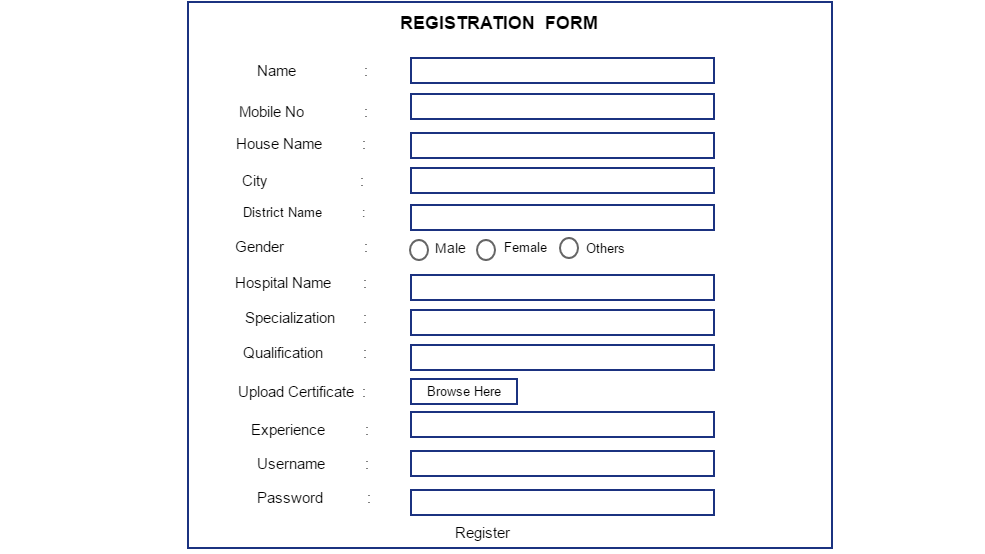 REGISTRATION FORM
Name :
Mobile No :
House Name :
City :
District Name :
Gender : Male Female Others
Hospital Name :
Specialization :
Qualification :
Upload Certificate : Browse Here
Experience :
Username :
Password :
Register